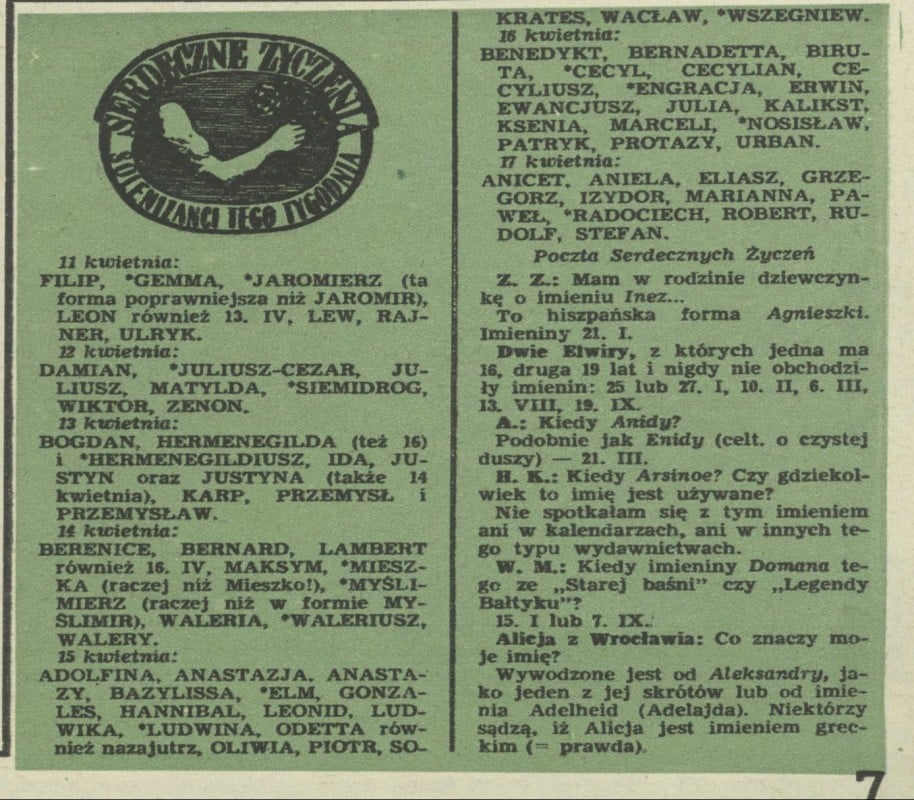 SERDECZNE ŻYCZENIA
SOLENIZANCI TEGO TYGODNIA
11 kwietnia:
FILIP, *GEMMA, *JAROMIERZ (ta
forma poprawniejsza niż JAROMIR),
LEON również 13. IV, LEW, RAJ-
NER, ULRYK.
12 kwietnia:
DAMIAN, *JULIUSZ-CEZAR, JU-
LIUSZ, MATYLDA, *SIEMIDROG,
WIKTOR, ZENON.
13 kwietnia:
BOGDAN, HERMENEGILDA (też 16)
i *HERMENEGILDIUSZ, IDA, JU-
STYN oraz JUSTYNA (także 14
kwietnia), KARP, PRZEMYSŁ i
PRZEMYSŁAW.
14 kwietnia:
BERENICE, BERNARD, LAMBERT
również 16. IV, MAKSYM, *MIESZ-
KA (raczej niż Mieszko!), *MYŚLI-
MIERZ (raczej niż w formie MY-
ŚLIMIR), WALERIA, *WALERIUSZ,
WALERY.
15 kwietnia:
ADOLFINA, ANASTAZJA, ANASTA-
ZY, BAZYLISSA, *ELM, GONZA-
LES, HANNIBAL, LEONID, LUD-
WIKA, *LUDWINA, ODETTA rów-
nież nazajutrz, OLIWIA, PIOTR, SO-
KRATES, WACŁAW, *WSZEGNIEW.
16 kwietnia:
BENEDYKT, BERNADETTA, BIRU-
TA, *CECYL, CECYLIAN, CE-
CYLIUSZ, *ENGRACJA, ERWIN,
EWANCJUSZ, JULIA, KALIKST,
KSENIA, MARCELI, *NOSISŁAW,
PATRYK, PROTAZY, URBAN.
17 kwietnia:
ANICET, ANIELA, ELIASZ, GRZE-
GORZ, IZYDOR, MARIANNA, PA-
WEŁ, *RADOCIECH, ROBERT, RU-
DOLF, STEFAN.
Poczta Serdecznych Życzeń
Z. Z.: Mam w rodzinie dziewczyn-
kę o imieniu Inez...
To hiszpańska forma Agnieszki.
Imieniny 21. I.
Dwie Elwiry, z których jedna ma
16, druga 19 lat i nigdy nie obchodzi-
ły imienin: 25 lub 27. I, 10. II, 6. III,
13. VIII, 19. IX.
A.: Kiedy Anidy?
Podobnie jak Enidy (celt. o czystej
duszy) — 21. III.
H. K.: Kiedy Arsinoe? Czy gdziekol-
wiek to imię jest używane?
Nie spotkałam się z tym imieniem
ani w kalendarzach, ani w innych te-
go typu wydawnictwach.
W. M.: Kiedy imieniny Domana te-
go ze „Starej baśni" czy „Legendy
Bałtyku"?
15. I lub 7. IX.
Alicja z Wrocławia: Co znaczy mo-
je imię?
Wywodzone jest od Aleksandry, ja-
ko jeden z jej skrótów lub od imie-
nia Adelheid (Adelajda). Niektórzy
sądzą, iż Alicja jest imieniem grec-
kim (= prawda).
7